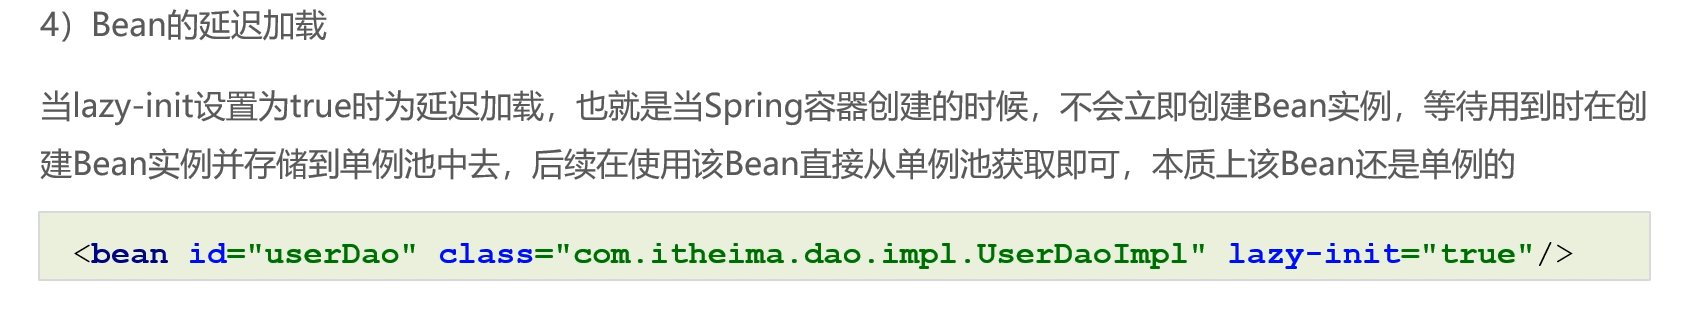 4）Bean的延迟加载
当lazy-init设置为true时为延迟加载，也就是当Spring容器创建的时候，不会立即创建Bean实例，等待用到时在创
建Bean实例并存储到单例池中去，后续在使用该Bean直接从单例池获取即可，本质上该Bean还是单例的
<bean id="userDao" class="com.itheima.dao.impl.UserDaoImpl" lazy-init="true"/>